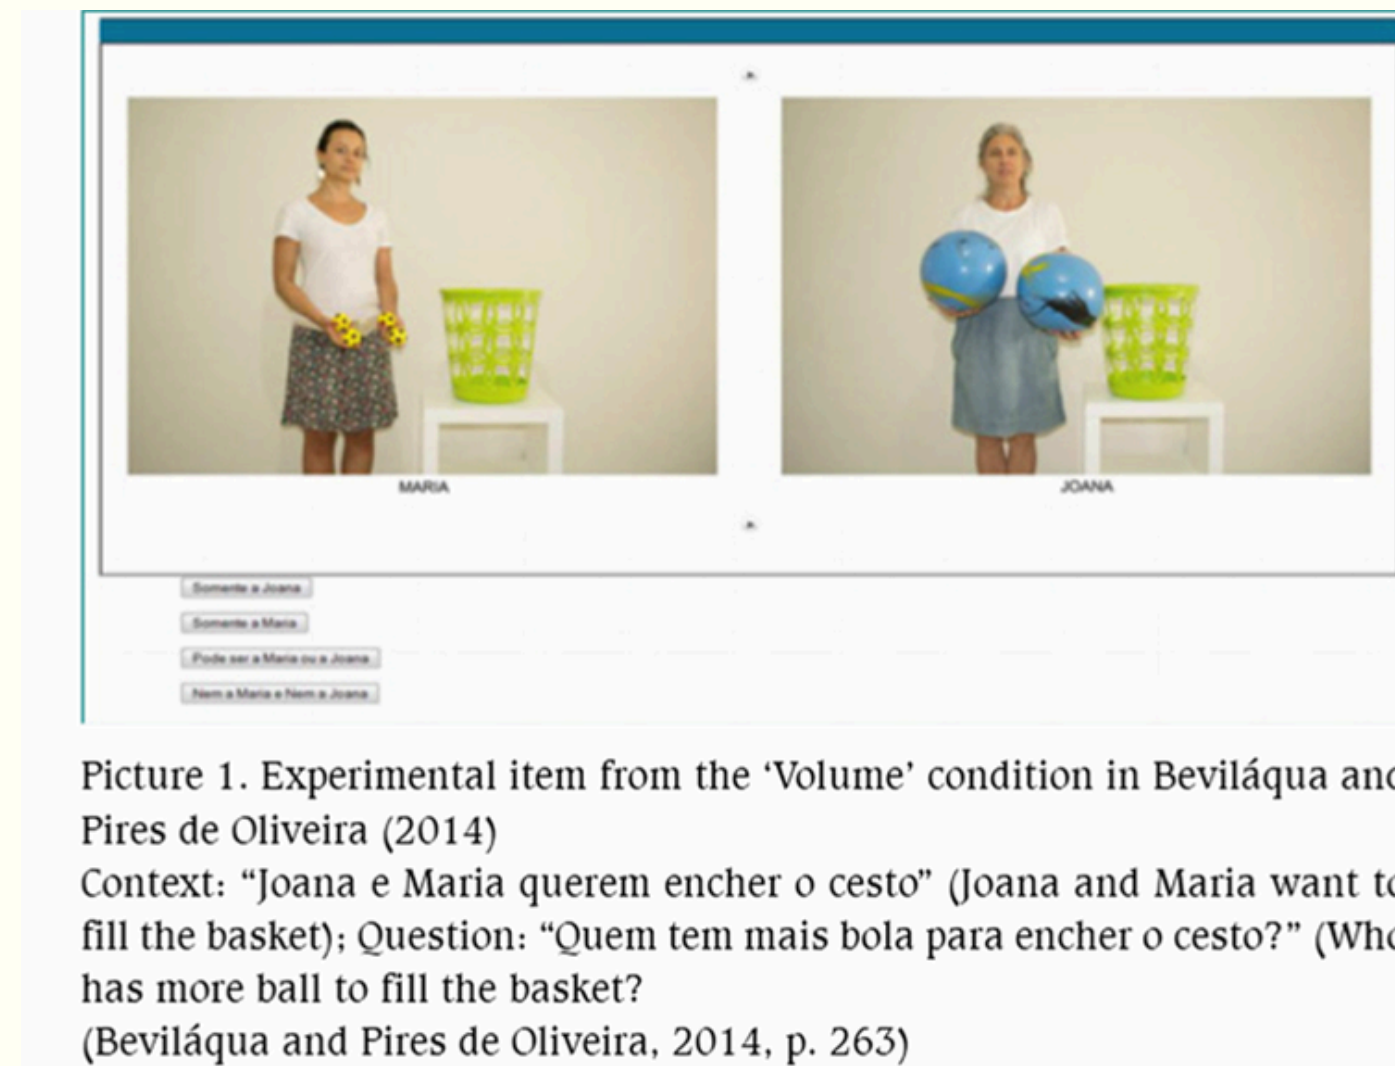 MARIA
JOANA
Somente a Joana
Somente a Maria
Pode ser a Maria ou a Joana
Nem a Maria e Nem a Joana
Picture 1. Experimental item from the ‘Volume’ condition in Beviláqua and
Pires de Oliveira (2014)
Context: “Joana e Maria querem encher o cesto” (Joana and Maria want to
fill the basket); Question: “Quem tem mais bola para encher o cesto?” (Who
has more ball to fill the basket?
(Beviláqua and Pires de Oliveira, 2014, p. 263)